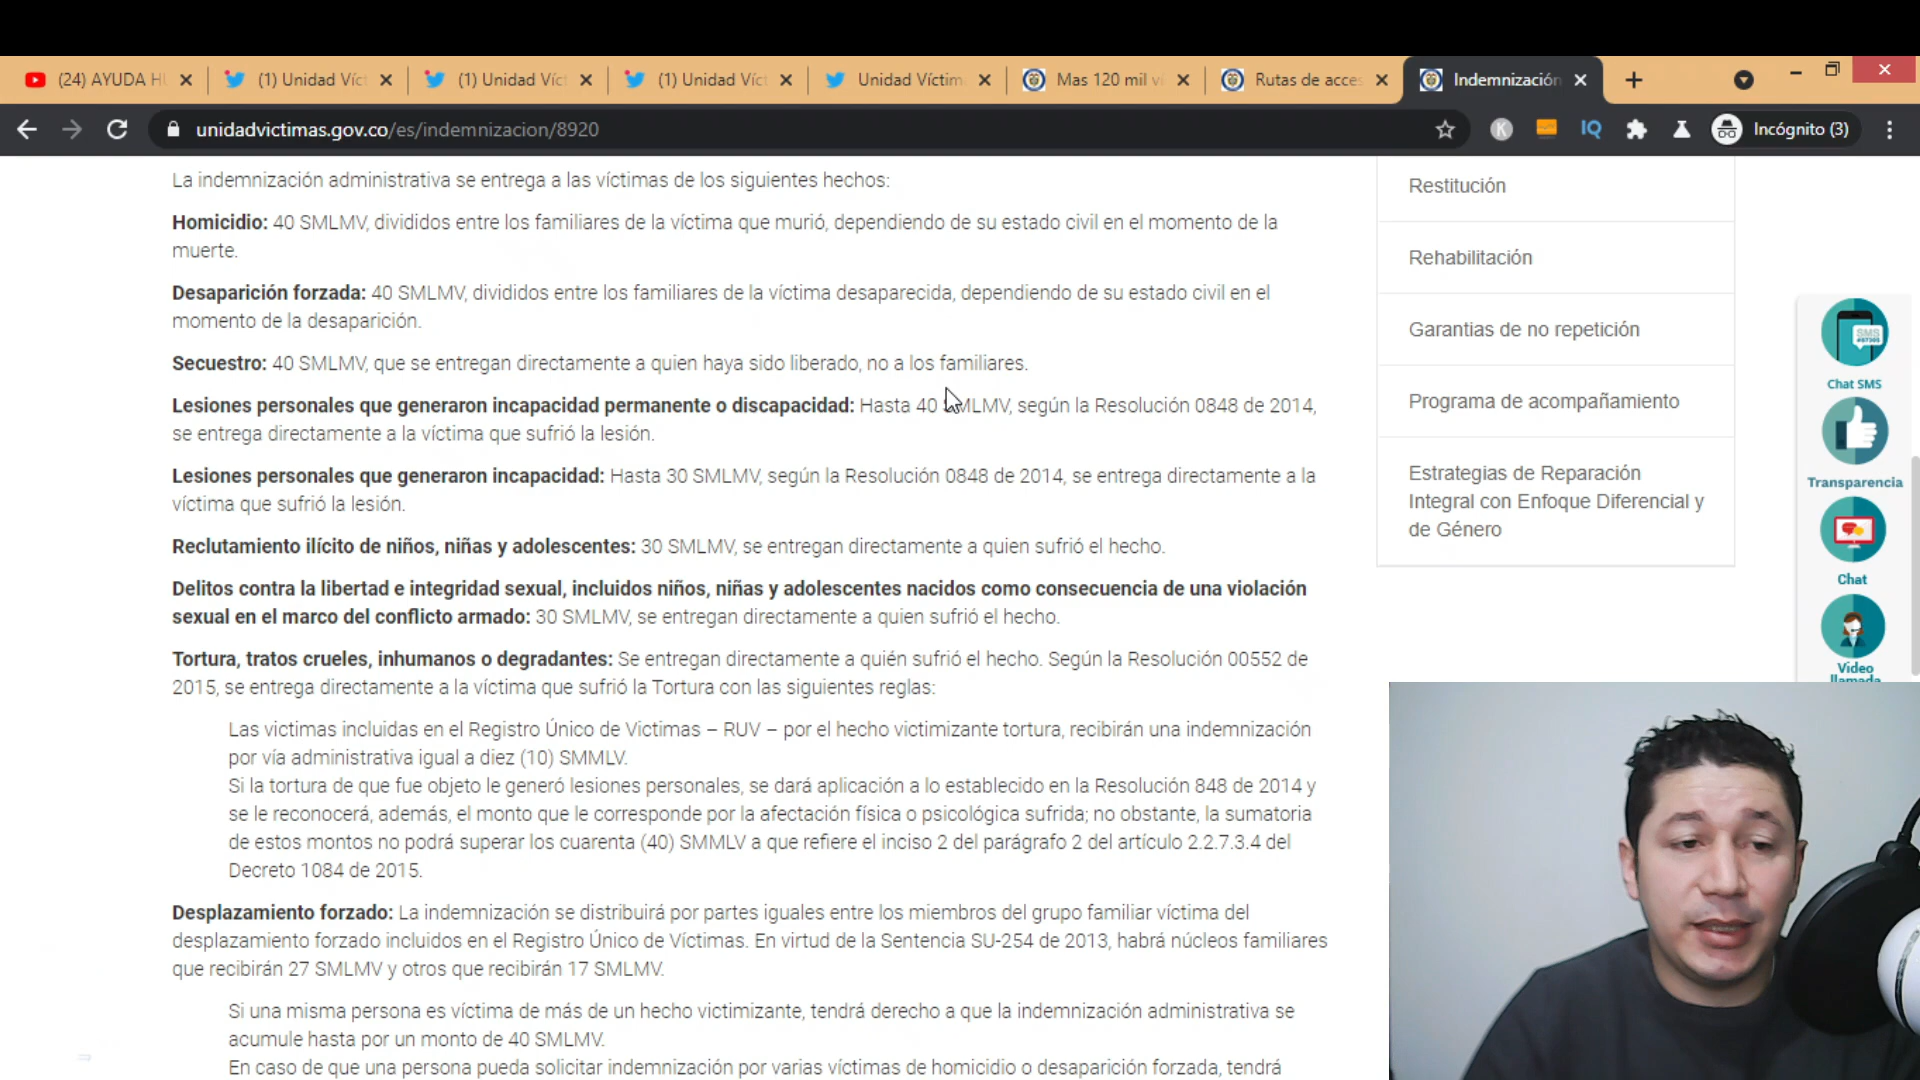 (24) AYUDA H
(1) Unidad Víct
(1) Unidad Víct
(1) Unidad Víct
Unidad Víctim
Mas 120 mil ví
Rutas de acces
Indemnización
unidadvictimas.gov.co/es/indemnizacion/8920
IQ
Incógnito (3)
La indemnización administrativa se entrega a las víctimas de los siguientes hechos:
Homicidio: 40 SMLMV, divididos entre los familiares de la víctima que murió, dependiendo de su estado civil en el momento de la
muerte.
Desaparición forzada: 40 SMLMV, divididos entre los familiares de la víctima desaparecida, dependiendo de su estado civil en el
momento de la desaparición.
Secuestro: 40 SMLMV, que se entregan directamente a quien haya sido liberado, no a los familiares.
Lesiones personales que generaron incapacidad permanente o discapacidad: Hasta 40 SMLMV, según la Resolución 0848 de 2014,
se entrega directamente a la víctima que sufrió la lesión.
Lesiones personales que generaron incapacidad: Hasta 30 SMLMV, según la Resolución 0848 de 2014, se entrega directamente a la
víctima que sufrió la lesión.
Reclutamiento ilícito de niños, niñas y adolescentes: 30 SMLMV, se entregan directamente a quien sufrió el hecho.
Delitos contra la libertad e integridad sexual, incluidos niños, niñas y adolescentes nacidos como consecuencia de una violación
sexual en el marco del conflicto armado: 30 SMLMV, se entregan directamente a quien sufrió el hecho.
Tortura, tratos crueles, inhumanos o degradantes: Se entregan directamente a quién sufrió el hecho. Según la Resolución 00552 de
2015, se entrega directamente a la víctima que sufrió la Tortura con las siguientes reglas:
Las victimas incluidas en el Registro Único de Victimas – RUV – por el hecho victimizante tortura, recibirán una indemnización
por vía administrativa igual a diez (10) SMMLV.
Si la tortura de que fue objeto le generó lesiones personales, se dará aplicación a lo establecido en la Resolución 848 de 2014 y
se le reconocerá, además, el monto que le corresponde por la afectación física o psicológica sufrida; no obstante, la sumatoria
de estos montos no podrá superar los cuarenta (40) SMMLV a que refiere el inciso 2 del parágrafo 2 del artículo 2.2.7.3.4 del
Decreto 1084 de 2015.
Desplazamiento forzado: La indemnización se distribuirá por partes iguales entre los miembros del grupo familiar víctima del
desplazamiento forzado incluidos en el Registro Único de Víctimas. En virtud de la Sentencia SU-254 de 2013, habrá núcleos familiares
que recibirán 27 SMLMV y otros que recibirán 17 SMLMV.
Si una misma persona es víctima de más de un hecho victimizante, tendrá derecho a que la indemnización administrativa se
acumule hasta por un monto de 40 SMLMV.
En caso de que una persona pueda solicitar indemnización por varias víctimas de homicidio o desaparición forzada, tendrá
Restitución
Rehabilitación
Garantias de no repetición
Programa de acompañamiento
Estrategias de Reparación
Integral con Enfoque Diferencial y
de Género
SMS
Chat SMS
Transparencia
Chat
Video
llamada